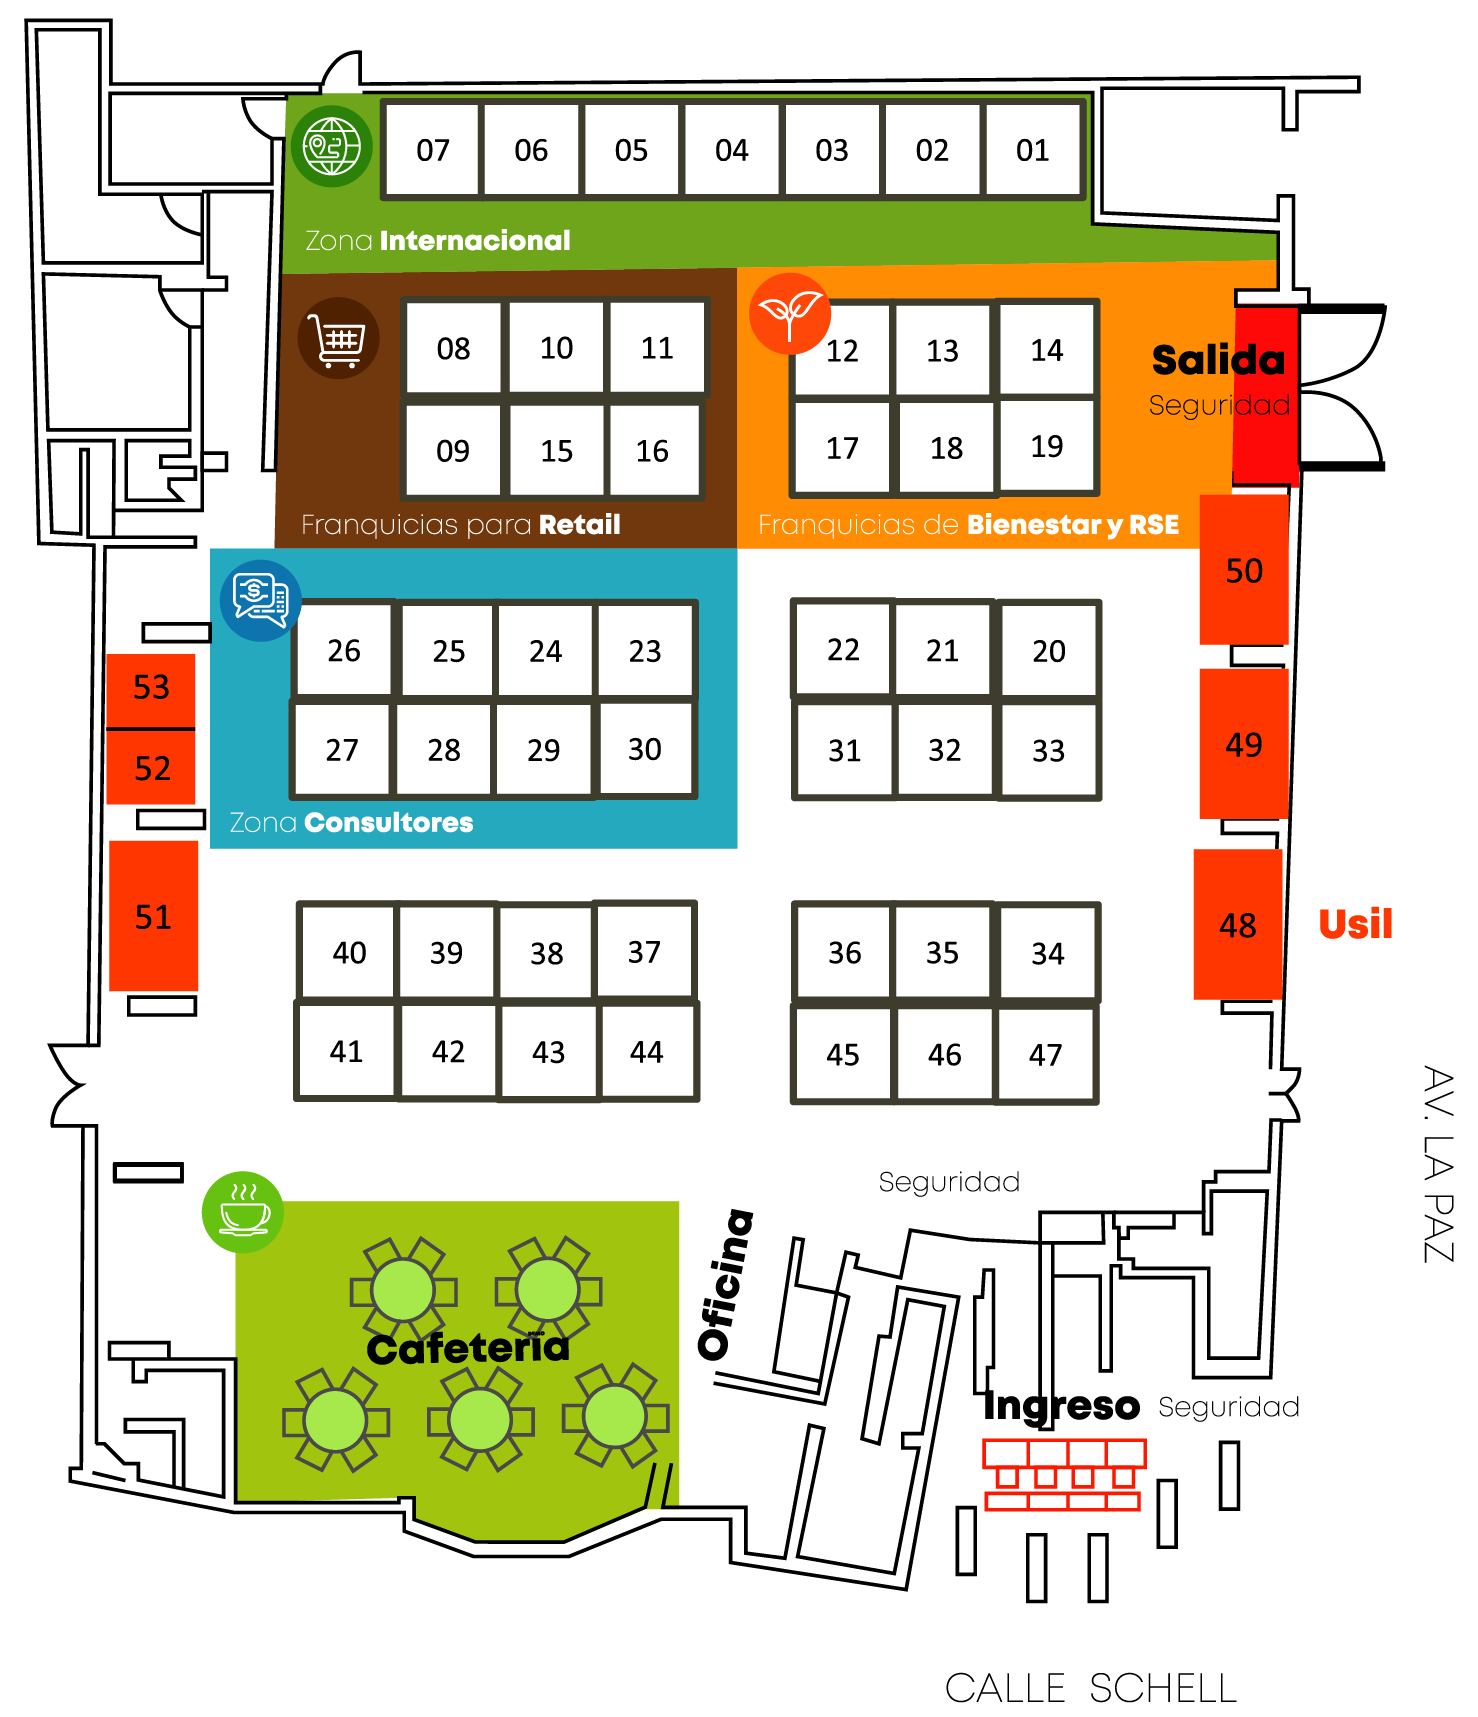 07 06 05 04 03 02 01
Zona Internacional
08 10 11
09 15 16
Franquicias para Retail
12 13 14
17 18 19
Franquicias de Bienestar y RSE
Salida
Seguridad
50
49
48
Usil
26 25 24 23
27 28 29 30
Zona Consultores
22 21 20
31 32 33
53
52
51
40 39 38 37
41 42 43 44
36 35 34
45 46 47
AV. LA PAZ
Seguridad
Oficina
Cafetería
Ingreso
Seguridad
CALLE SCHELL